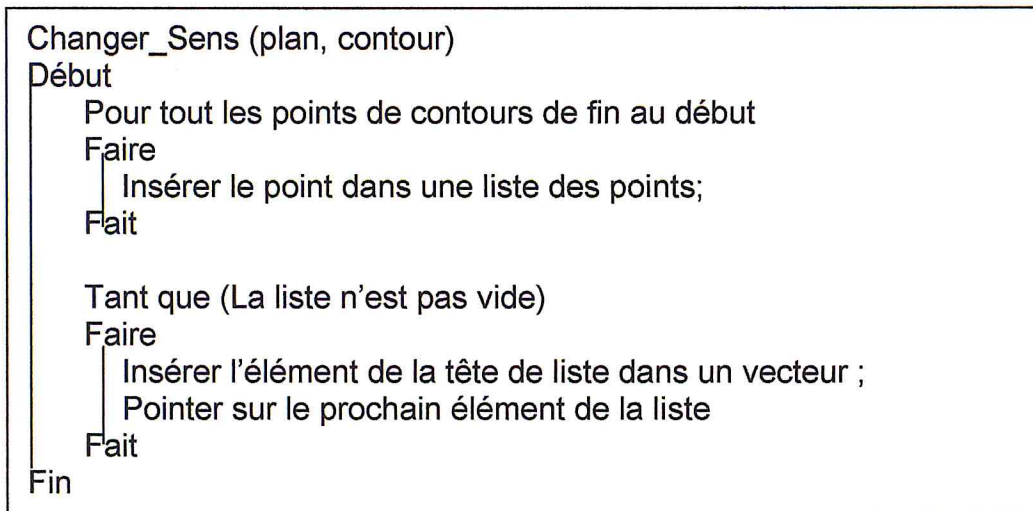 Changer_Sens (plan, contour)
Début
Pour tout les points de contours de fin au début
Faire
Insérer le point dans une liste des points;
Fait
Tant que (La liste n'est pas vide)
Faire
Insérer l'élément de la tête de liste dans un vecteur ;
Pointer sur le prochain élément de la liste
Fait
Fin